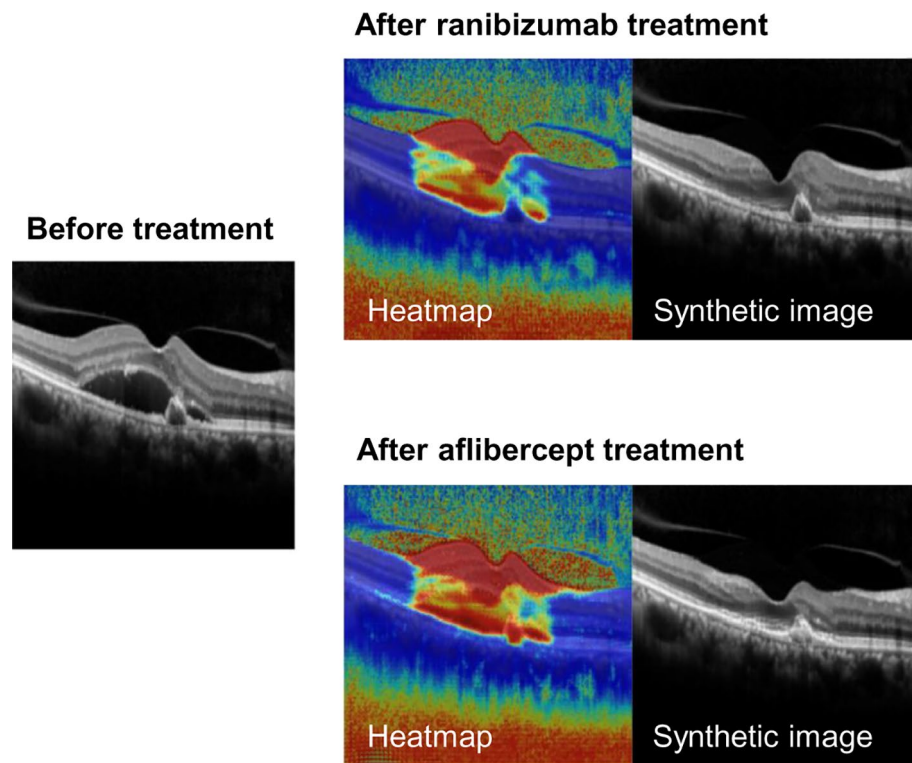 After ranibizumab treatment
Heatmap
Synthetic image
Before treatment
After aflibercept treatment
Heatmap
Synthetic image